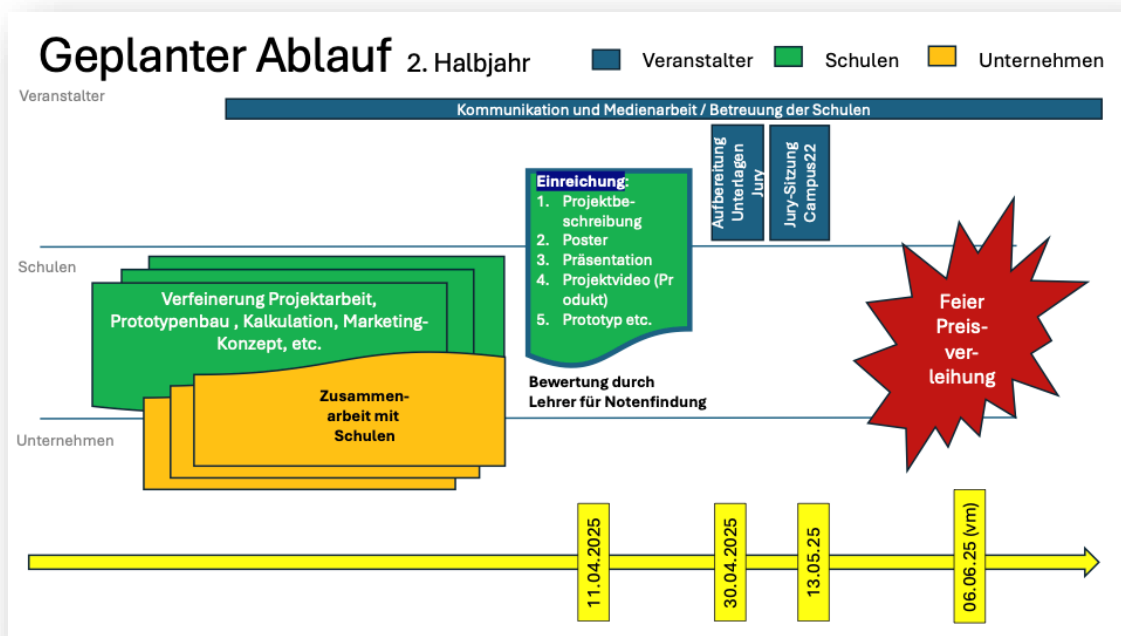 Geplanter Ablauf 2. Halbjahr
Veranstalter
Schulen
Unternehmen
Veranstalter
Kommunikation und Medienarbeit / Betreuung der Schulen
Aufbereitung
Unterlagen
Jury
Jury-Sitzung
Campus22
Einreichung:
1. Projektbe-
schreibung
2. Poster
3. Präsentation
4. Projektvideo (Pr
odukt)
5. Prototyp etc.
Bewertung durch
Lehrer für Notenfindung
Schulen
Verfeinerung Projektarbeit,
Prototypenbau , Kalkulation, Marketing-
Konzept, etc.
Feier
Preis-
ver-
leihung
Zusammen-
arbeit mit
Schulen
Unternehmen
11.04.2025
30.04.2025
13.05.25
06.06.25 (vm)